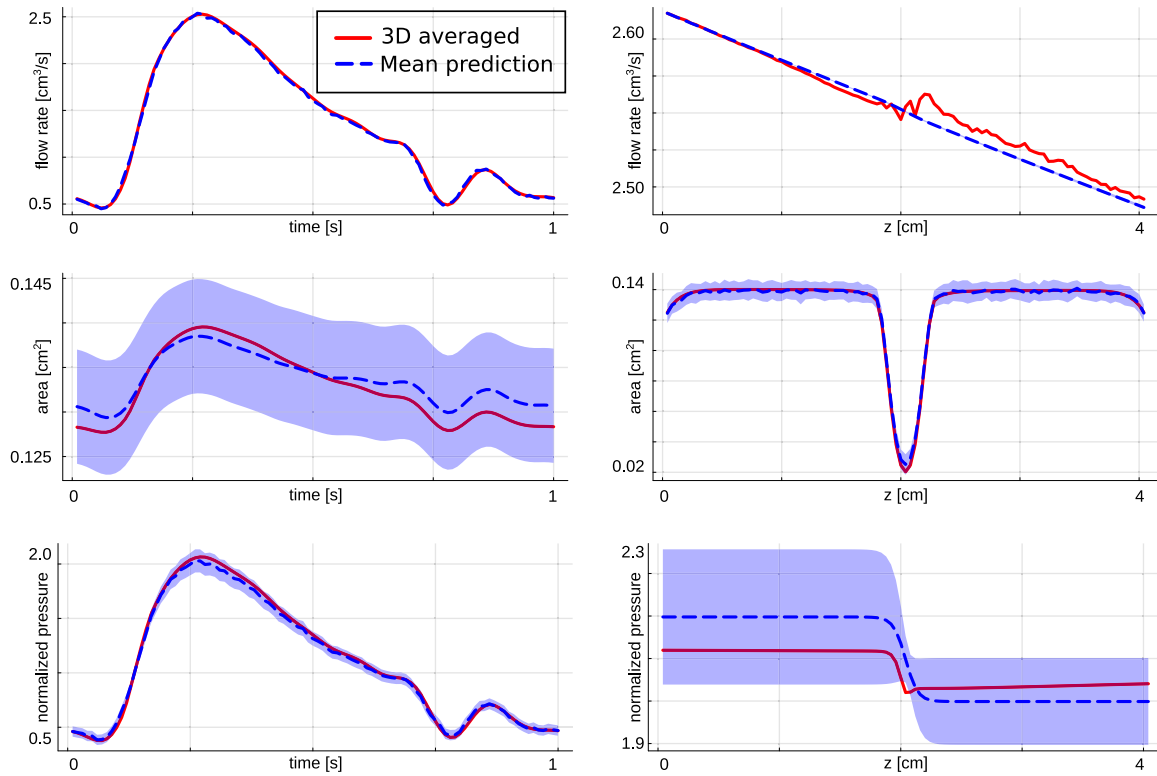 2.5
flow rate [cm³/s]
0.5
0
time [s]
1
3D averaged
Mean prediction
2.60
flow rate [cm³/s]
2.50
0
z [cm]
4
0.145
area [cm²]
0.125
0
time [s]
1
0.14
area [cm²]
0.02
0
z [cm]
4
2.0
normalized pressure
0.5
0
time [s]
1
2.3
normalized pressure
1.9
0
z [cm]
4